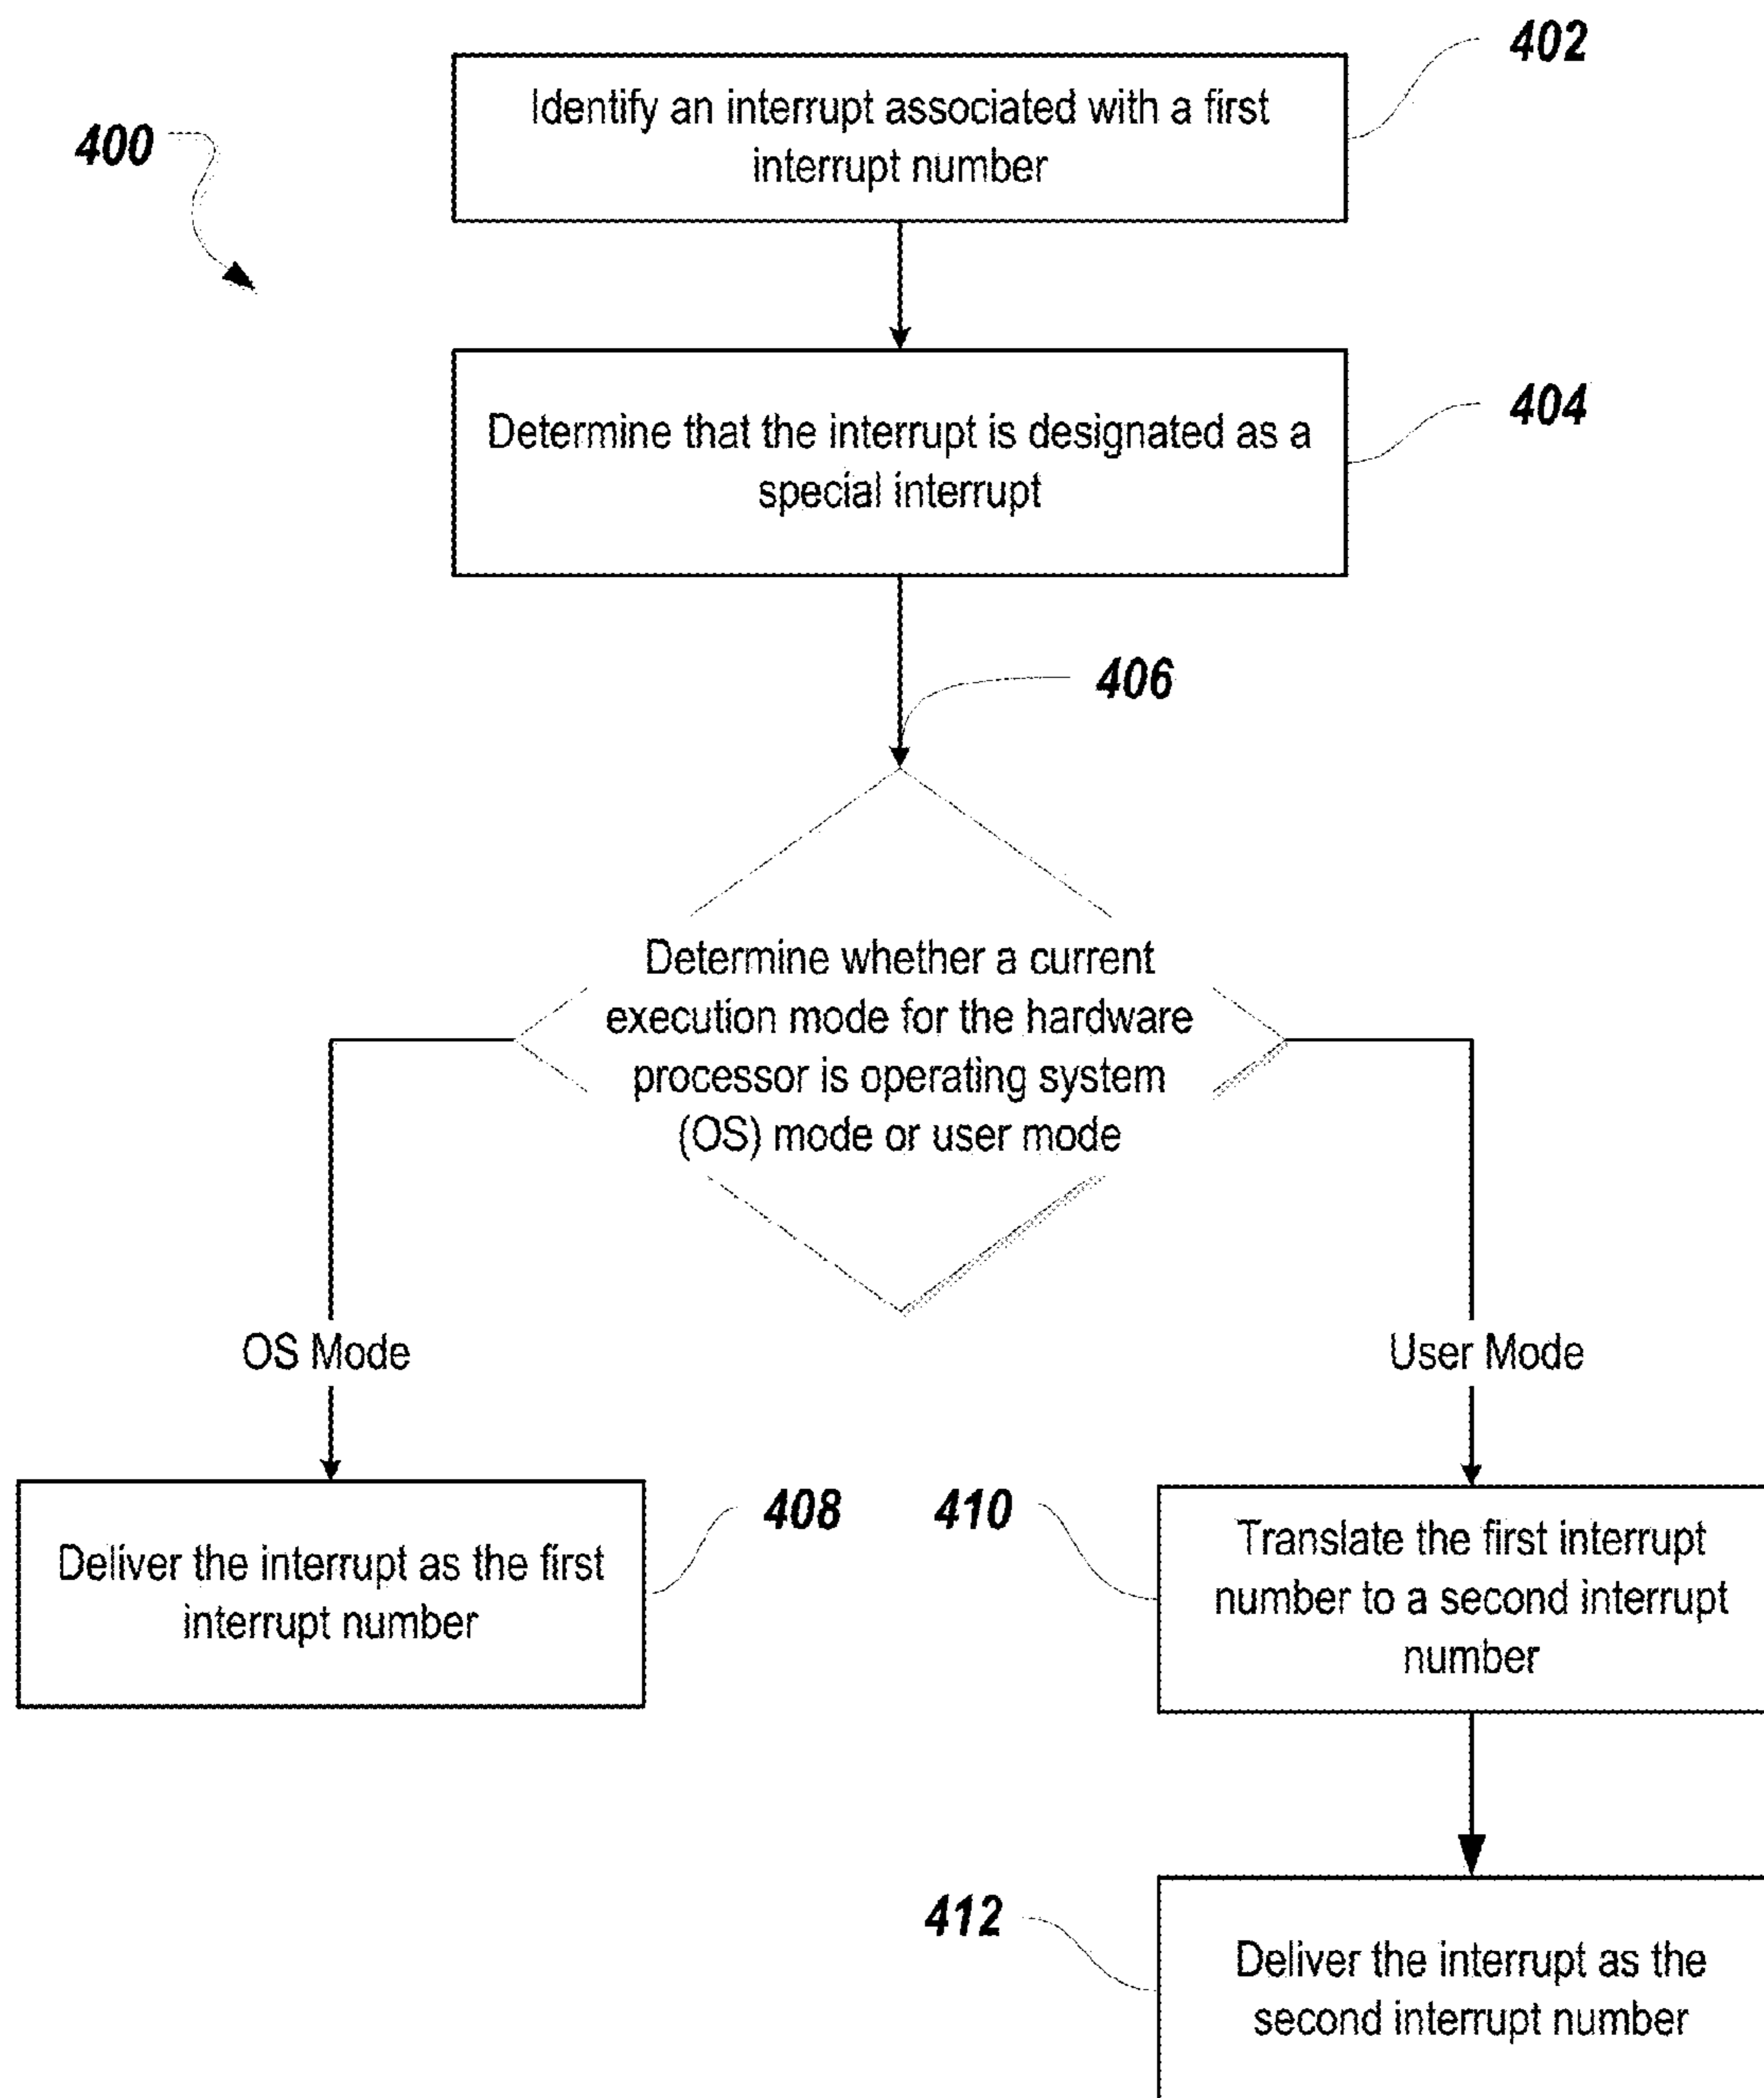 402
Identify an interrupt associated with a first
interrupt number
400
404
Determine that the interrupt is designated as a
special interrupt
406
Determine whether a current
execution mode for the hardware
processor is operating system
(OS) mode or user mode
OS Mode
User Mode
408
410
Deliver the interrupt as the first
interrupt number
Translate the first interrupt
number to a second interrupt
number
412
Deliver the interrupt as the
second interrupt number